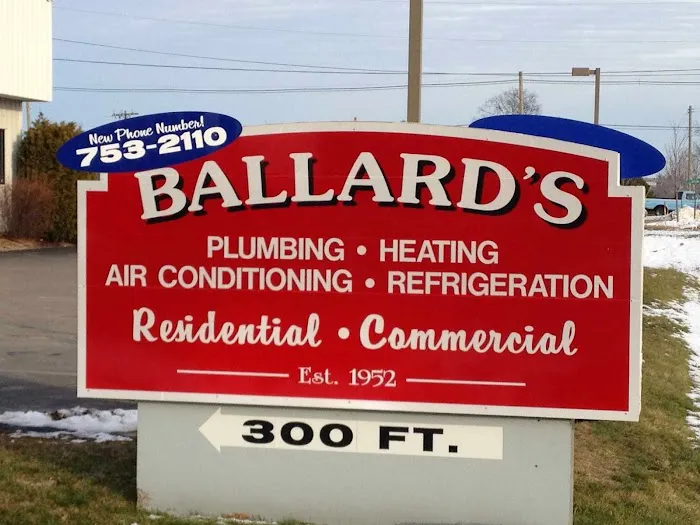 New Phone Number!
753-2110
BALLARD'S
PLUMBING • HEATING
AIR CONDITIONING • REFRIGERATION
Residential • Commercial
Est. 1952
300 FT.